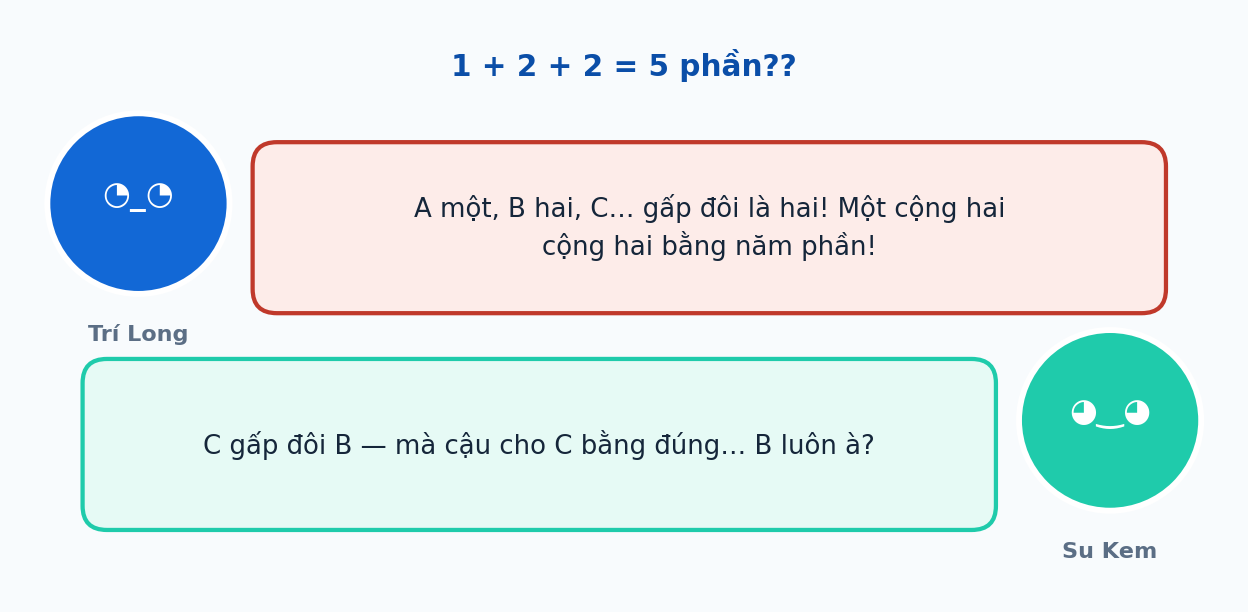 1 + 2 + 2 = 5 phần??
A một, B hai, C… gấp đôi là hai! Một cộng hai
cộng hai bằng năm phần!
Trí Long
C gấp đôi B — mà cậu cho C bằng đúng… B luôn à?
Su Kem